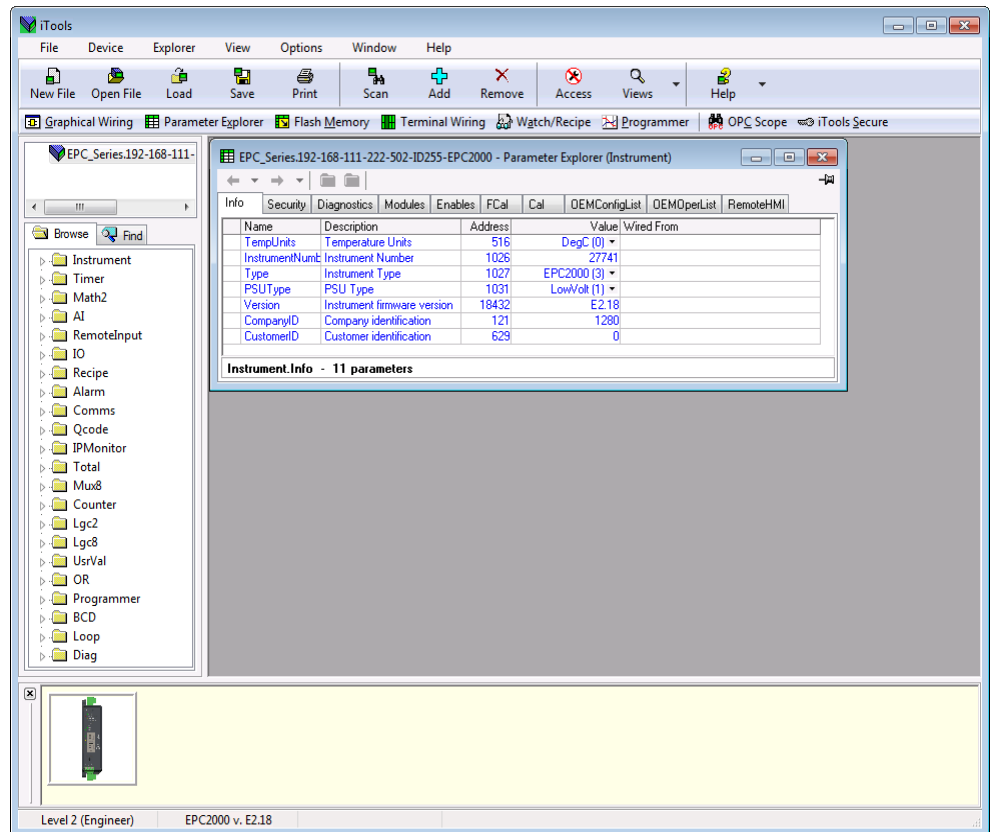 iTools
File Device Explorer View Options Window Help
New File Open File Load Save Print Scan Add Remove Access Views Help
Graphical Wiring Parameter Explorer Flash Memory Terminal Wiring Watch/Recipe Programmer OPC Scope iTools Secure
EPC_Series.192-168-111-
Browse Find
Instrument
Timer
Math2
AI
RemoteInput
IO
Recipe
Alarm
Comms
Qcode
IPMonitor
Total
Mux8
Counter
Lgc2
Lgc8
UsrVal
OR
Programmer
BCD
Loop
Diag
EPC_Series.192-168-111-222-502-ID255-EPC2000 - Parameter Explorer (Instrument)
Info Security Diagnostics Modules Enables FCal Cal OEMConfigList OEMOperList RemoteHMI
Name Description Address Value Wired From
TempUnits Temperature Units 516 DegC (0)
InstrumentNumb Instrument Number 1026 27741
Type Instrument Type 1027 EPC2000 (3)
PSUType PSU Type 1031 LowVolt (1)
Version Instrument firmware version 18432 E2.18
CompanyID Company identification 121 1280
CustomerID Customer identification 629 0
Instrument.Info - 11 parameters
Level 2 (Engineer) EPC2000 v. E2.18